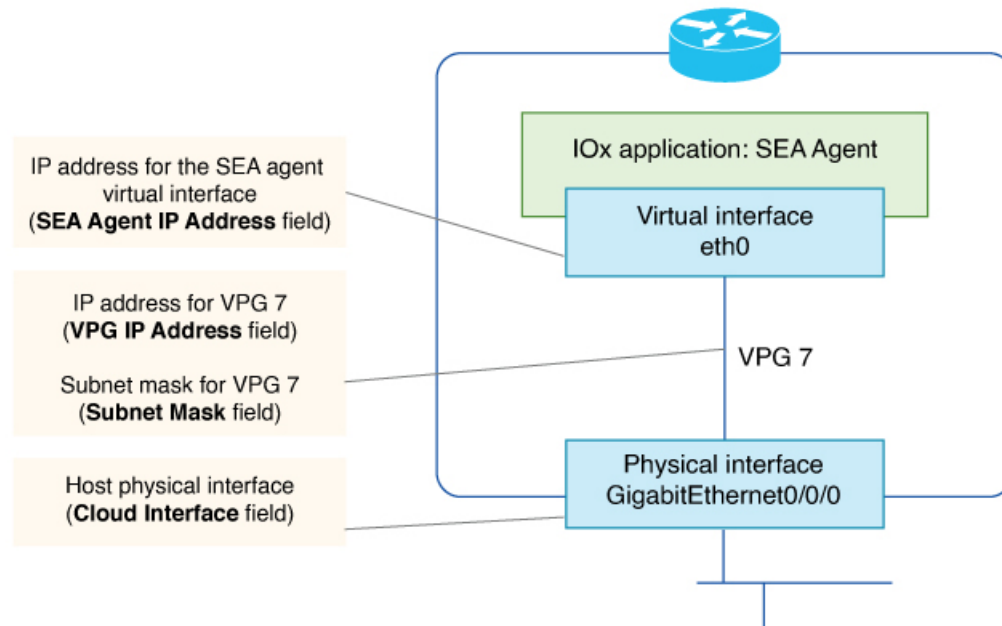 IOx application: SEA Agent
IP address for the SEA agent
virtual interface
(SEA Agent IP Address field)
Virtual interface
eth0
IP address for VPG 7
(VPG IP Address field)
Subnet mask for VPG 7
(Subnet Mask field)
VPG 7
Host physical interface
(Cloud Interface field)
Physical interface
GigabitEthernet0/0/0